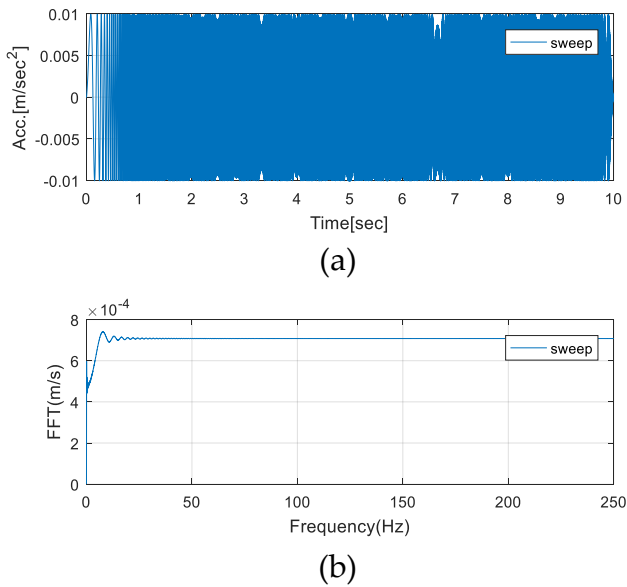 0.01
0.005
0
-0.005
-0.01
Acc.[m/sec²]
sweep
0 1 2 3 4 5 6 7 8 9 10
Time[sec]
(a)
× 10⁻⁴
8
6
4
2
0
FFT(m/s)
sweep
0 50 100 150 200 250
Frequency(Hz)
(b)